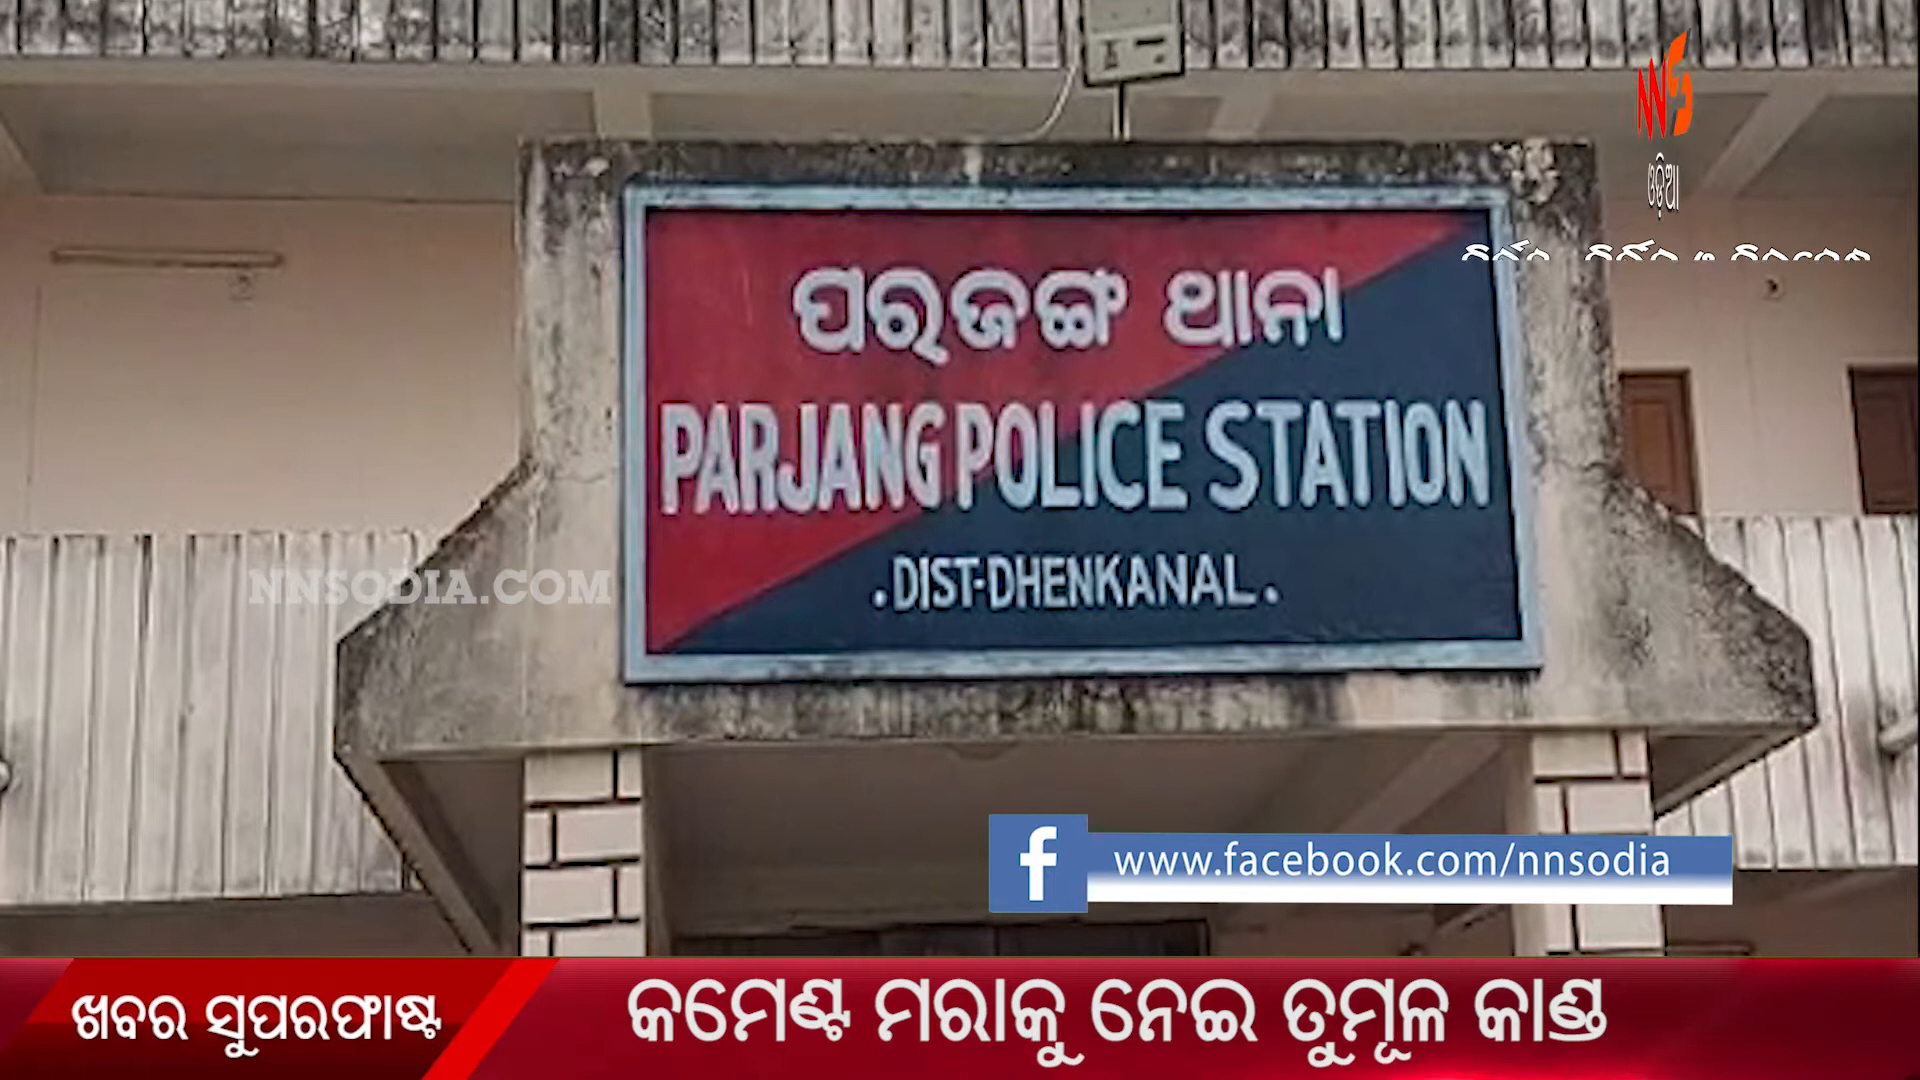 NNS
ଓଡ଼ିଆ
ପରଜଙ୍ଗ ଥାନା
PARJANG POLICE STATION
.DIST-DHENKANAL.
NNSODIA.COM
f www.facebook.com/nnsodia
ଖବର ସୁପରଫାଷ୍ଟ
କମେଣ୍ଟ ମରାକୁ ନେଇ ତୁମୂଳ କାଣ୍ଡ